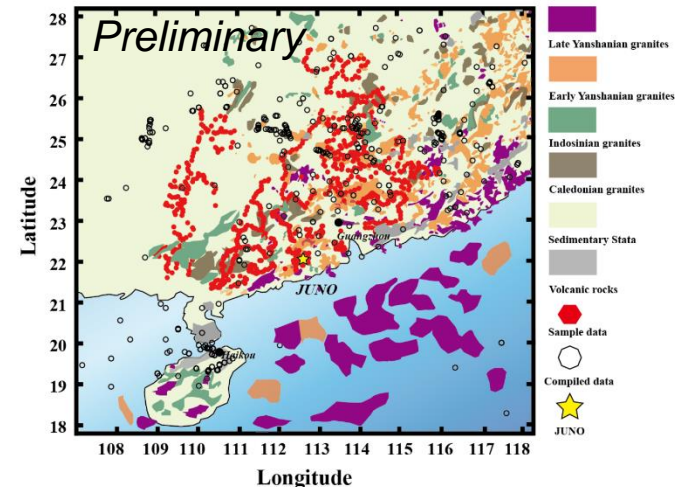 Preliminary
28
27
26
25
24
23
22
21
20
19
18
Latitude
108 109 110 111 112 113 114 115 116 117 118
Longitude
Guangzhou
JUNO
Haikou
Late Yanshanian granites
Early Yanshanian granites
Indosinian granites
Caledonian granites
Sedimentary Stata
Volcanic rocks
Sample data
Compiled data
JUNO